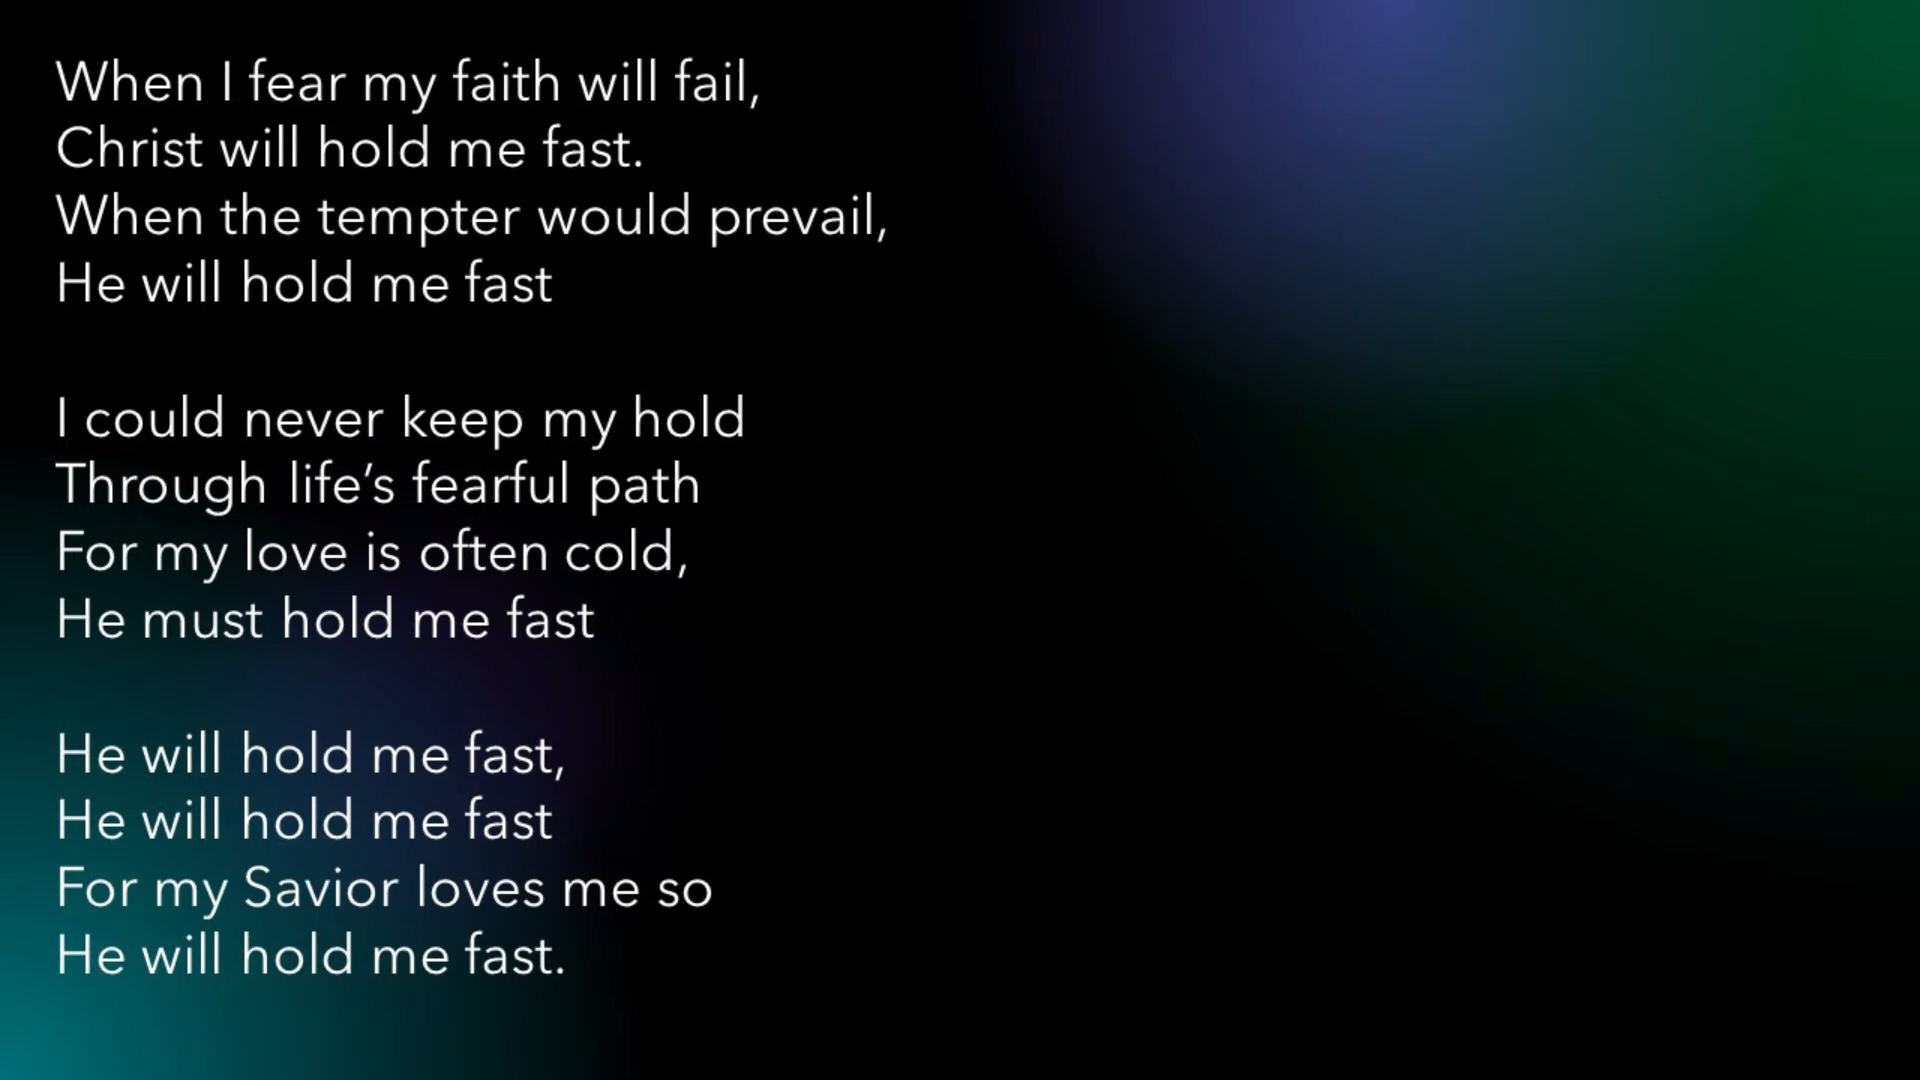 When I fear my faith will fail,
Christ will hold me fast.
When the tempter would prevail,
He will hold me fast

I could never keep my hold
Through life’s fearful path
For my love is often cold,
He must hold me fast

He will hold me fast,
He will hold me fast
For my Savior loves me so
He will hold me fast.